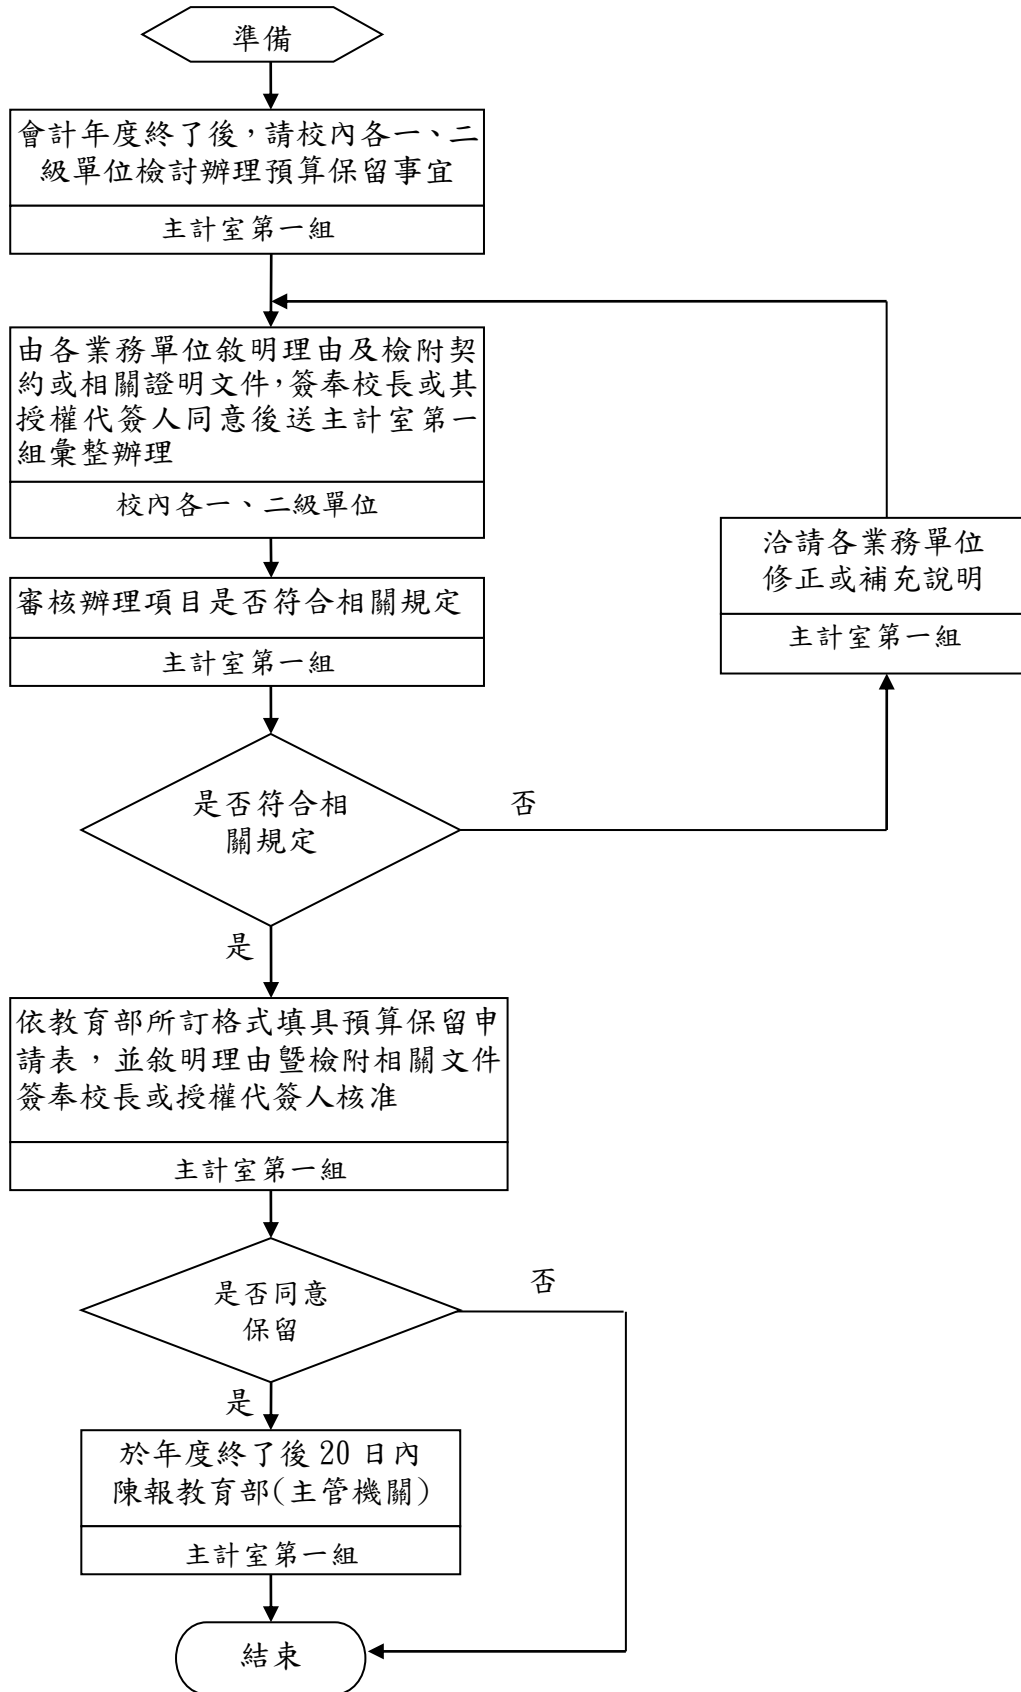 準備
會計年度終了後，請校內各一、二
級單位檢討辦理預算保留事宜
主計室第一組
由各業務單位敘明理由及檢附契
約或相關證明文件，簽奉校長或其
授權代簽人同意後送主計室第一
組彙整辦理
校內各一、二級單位
洽請各業務單位
修正或補充說明
主計室第一組
審核辦理項目是否符合相關規定
主計室第一組
是否符合相
關規定
否
是
依教育部所訂格式填具預算保留申
請表，並敘明理由暨檢附相關文件
簽奉校長或授權代簽人核准
主計室第一組
是否同意
保留
否
是
於年度終了後 20 日內
陳報教育部(主管機關)
主計室第一組
結束